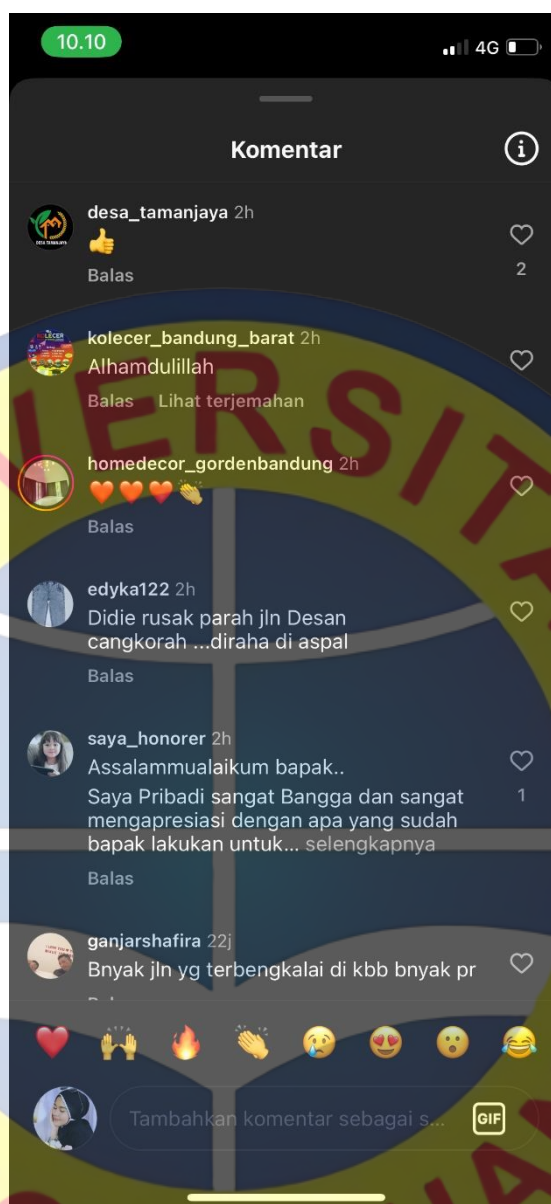 10.10
4G
Komentar
desa_tamanjaya 2h
👍
Balas
2
kolecer_bandung_barat 2h
Alhamdulillah
Balas Lihat terjemahan
homedecor_gordenbandung 2h
❤️❤️❤️👏
Balas
edyka122 2h
Didie rusak parah jln Desan
cangkorah ...diraha di aspal
Balas
saya_honorer 2h
Assalammualaikum bapak..
Saya Pribadi sangat Bangga dan sangat
1
mengapresiasi dengan apa yang sudah
bapak lakukan untuk... selengkapnya
Balas
ganjarshafira 22j
Bnyak jln yg terbengkalai di kbb bnyak pr
❤️🙌🔥👏😢😍😮😂
Tambahkan komentar sebagai s...
GIF